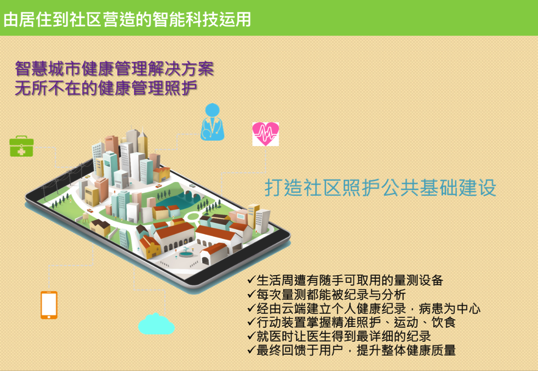 由居住到社区营造的智能科技运用
智慧城市健康管理解决方案
无所不在的健康管理照护
打造社区照护公共基础建设
✓生活周遭有随手可取用的量测设备
✓每次量测都能被纪录与分析
✓经由云端建立个人健康纪录，病患为中心
✓行动装置掌握精准照护、运动、饮食
✓就医时让医生得到最详细的纪录
✓最终回馈于用户，提升整体健康质量